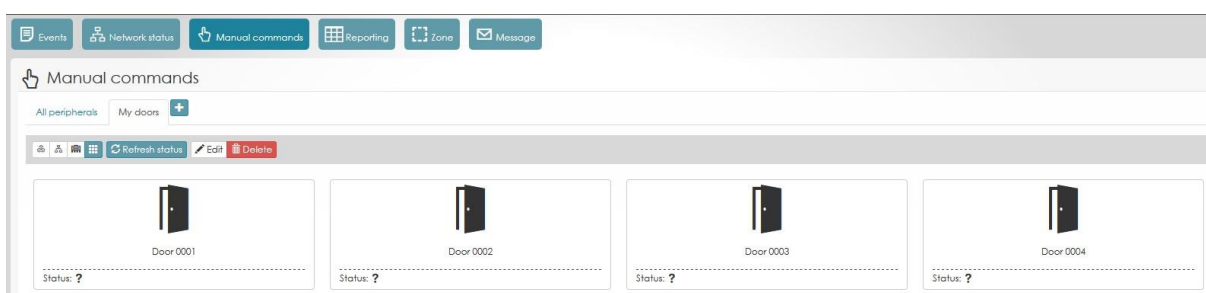 Events Network status Manual commands Reporting Zone Message
Manual commands
All peripherals My doors +
Refresh status Edit Delete
Door 0001 Door 0002 Door 0003 Door 0004
Status: ? Status: ? Status: ? Status: ?